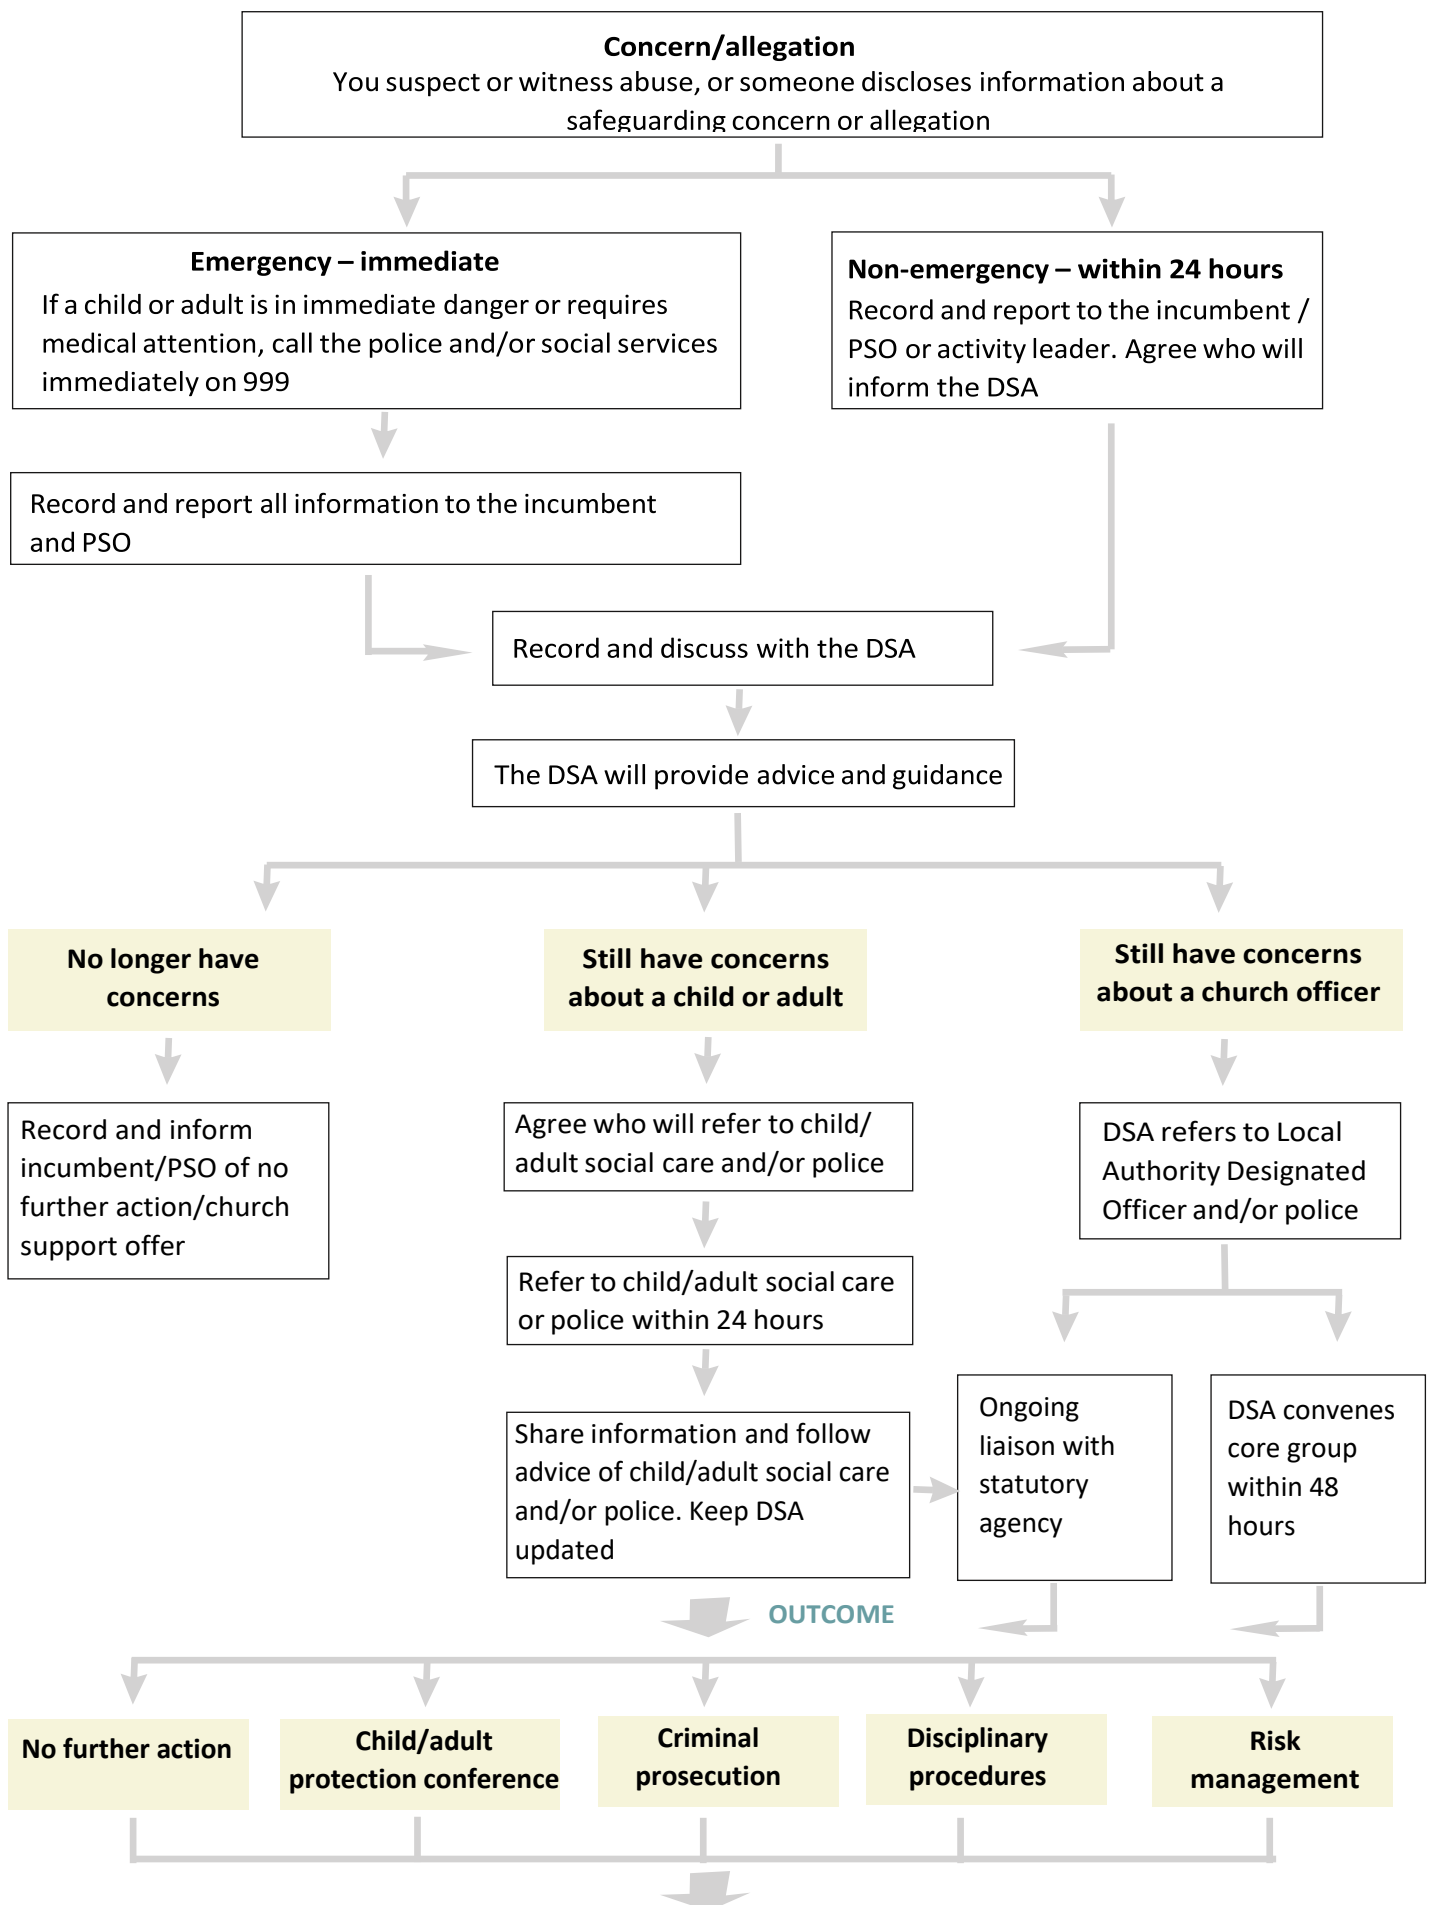 Concern/allegation
You suspect or witness abuse, or someone discloses information about a
safeguarding concern or allegation
Emergency – immediate
If a child or adult is in immediate danger or requires
medical attention, call the police and/or social services
immediately on 999
Non-emergency – within 24 hours
Record and report to the incumbent /
PSO or activity leader. Agree who will
inform the DSA
Record and report all information to the incumbent
and PSO
Record and discuss with the DSA
The DSA will provide advice and guidance
No longer have
concerns
Still have concerns
about a child or adult
Still have concerns
about a church officer
Record and inform
incumbent/PSO of no
further action/church
support offer
Agree who will refer to child/
adult social care and/or police
DSA refers to Local
Authority Designated
Officer and/or police
Refer to child/adult social care
or police within 24 hours
Share information and follow
advice of child/adult social care
and/or police. Keep DSA
updated
Ongoing
liaison with
statutory
agency
DSA convenes
core group
within 48
hours
OUTCOME
No further action
Child/adult
protection conference
Criminal
prosecution
Disciplinary
procedures
Risk
management